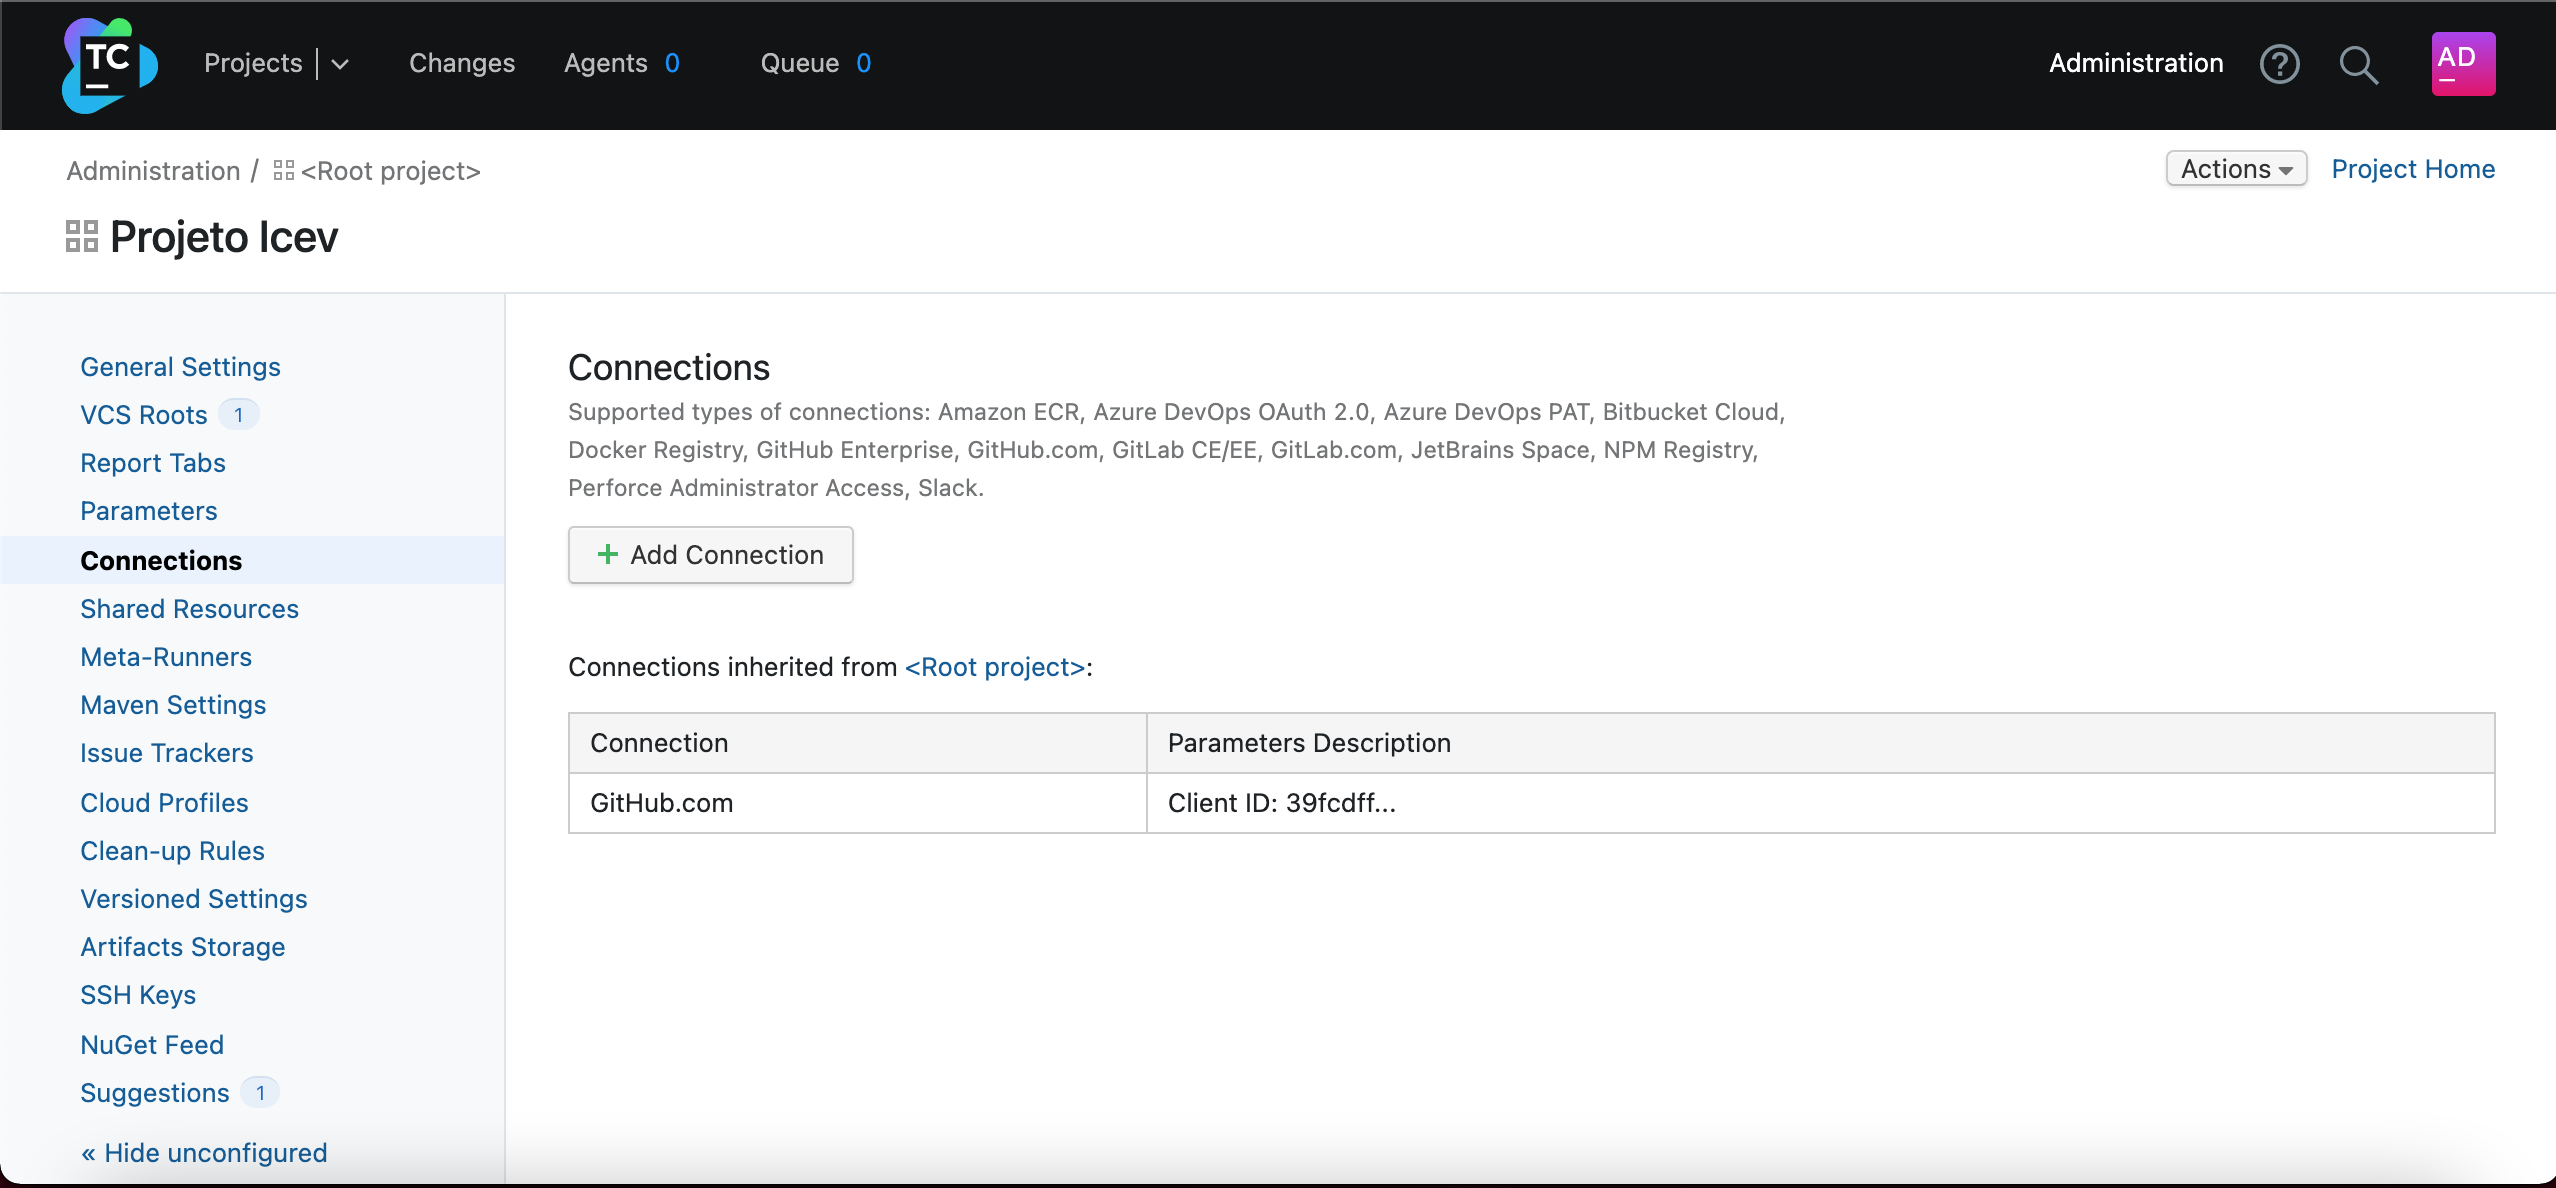 TC
Projects
Changes
Agents 0
Queue 0
Administration
?
AD
Administration / <Root project>
Actions
Project Home
Projeto Icev
General Settings
VCS Roots 1
Report Tabs
Parameters
Connections
Shared Resources
Meta-Runners
Maven Settings
Issue Trackers
Cloud Profiles
Clean-up Rules
Versioned Settings
Artifacts Storage
SSH Keys
NuGet Feed
Suggestions 1
« Hide unconfigured
Connections
Supported types of connections: Amazon ECR, Azure DevOps OAuth 2.0, Azure DevOps PAT, Bitbucket Cloud,
Docker Registry, GitHub Enterprise, GitHub.com, GitLab CE/EE, GitLab.com, JetBrains Space, NPM Registry,
Perforce Administrator Access, Slack.
+ Add Connection
Connections inherited from <Root project>:
Connection Parameters Description
GitHub.com Client ID: 39fcdff...